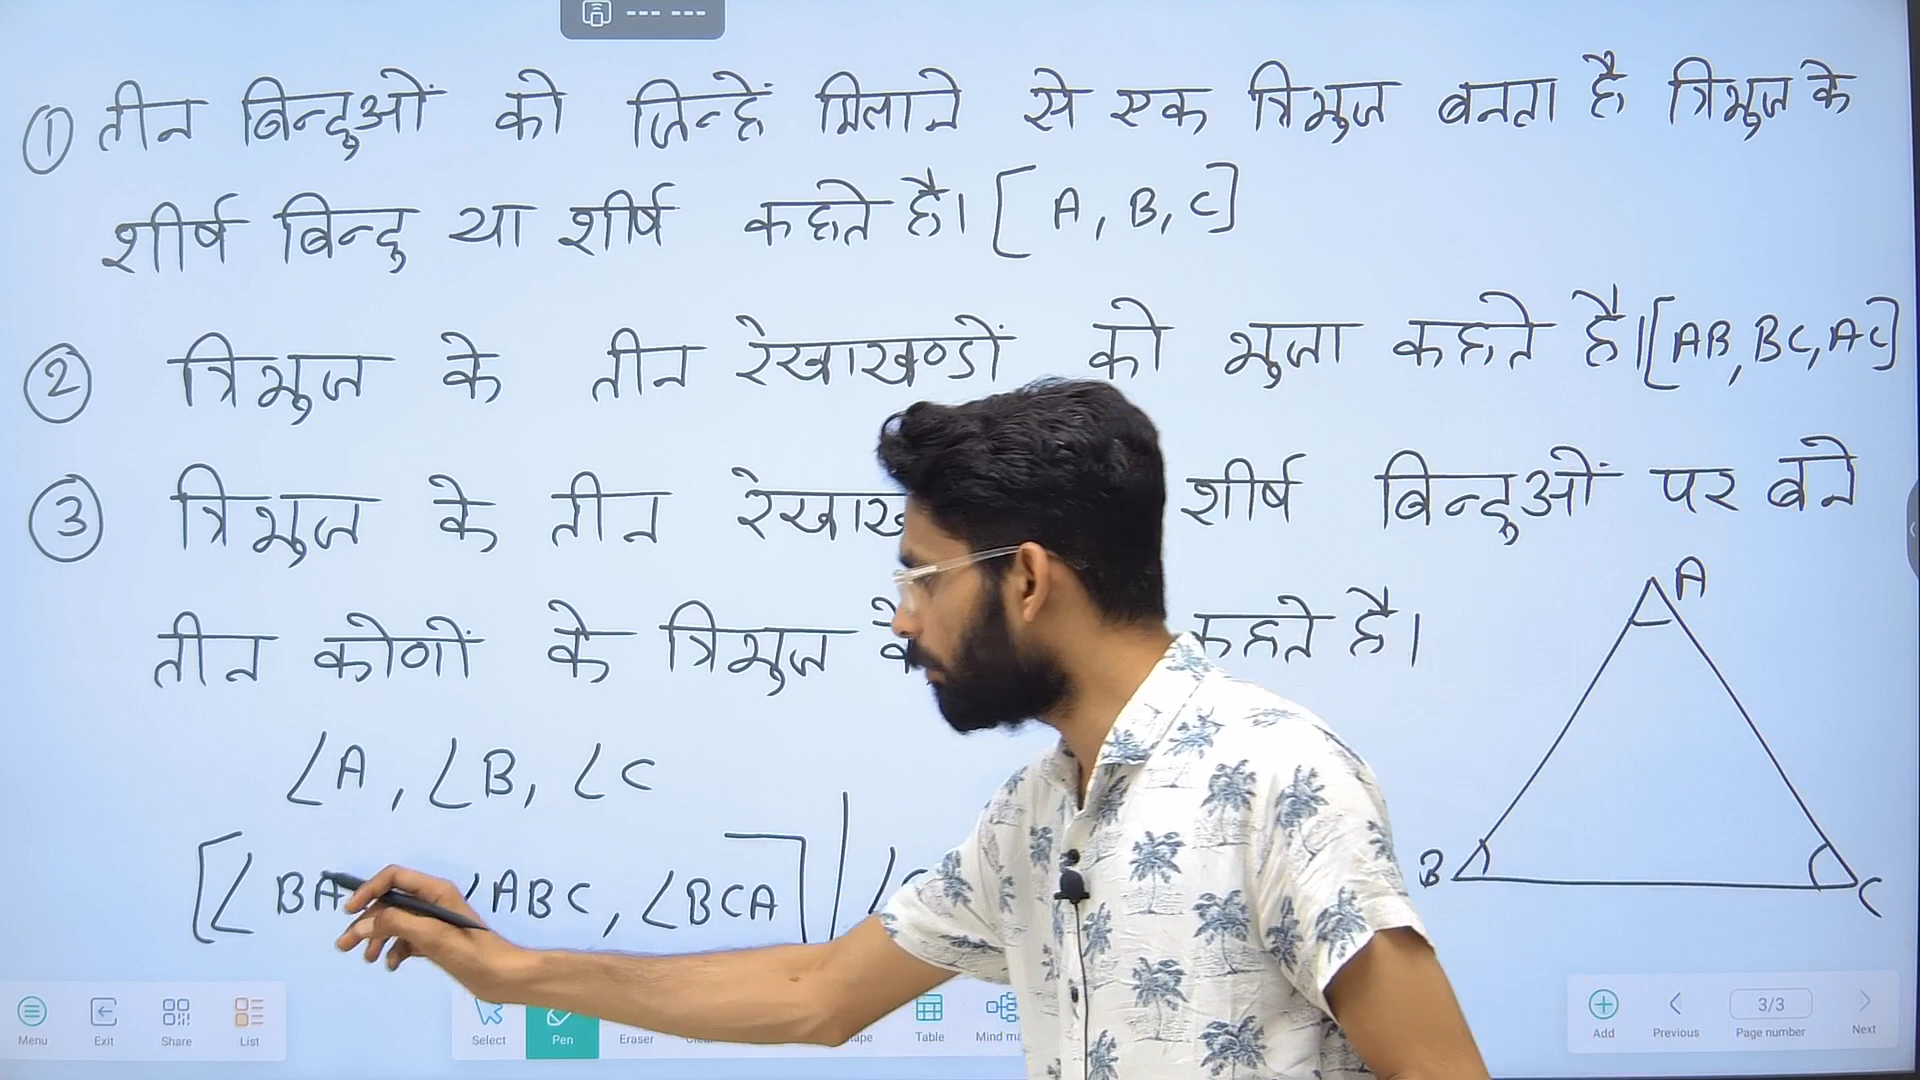 ① तीन बिन्दुओं को जिन्हें मिलाने से एक त्रिभुज बनता है त्रिभुज के
शीर्ष बिन्दु या शीर्ष कहते है। [ A, B, C]
② त्रिभुज के तीन रेखाखण्डों को भुजा कहते है।[AB, BC, AC]
③ त्रिभुज के तीन शीर्ष बिन्दुओं पर बने
तीन कोणों के त्रिभुज कहते है।
A
∠A, ∠B, ∠C
B
C
[∠BA ∠ABC, ∠BCA] | ∠
Menu Exit Share List Select Pen Eraser Table Mind Add Previous 3/3 Page number Next